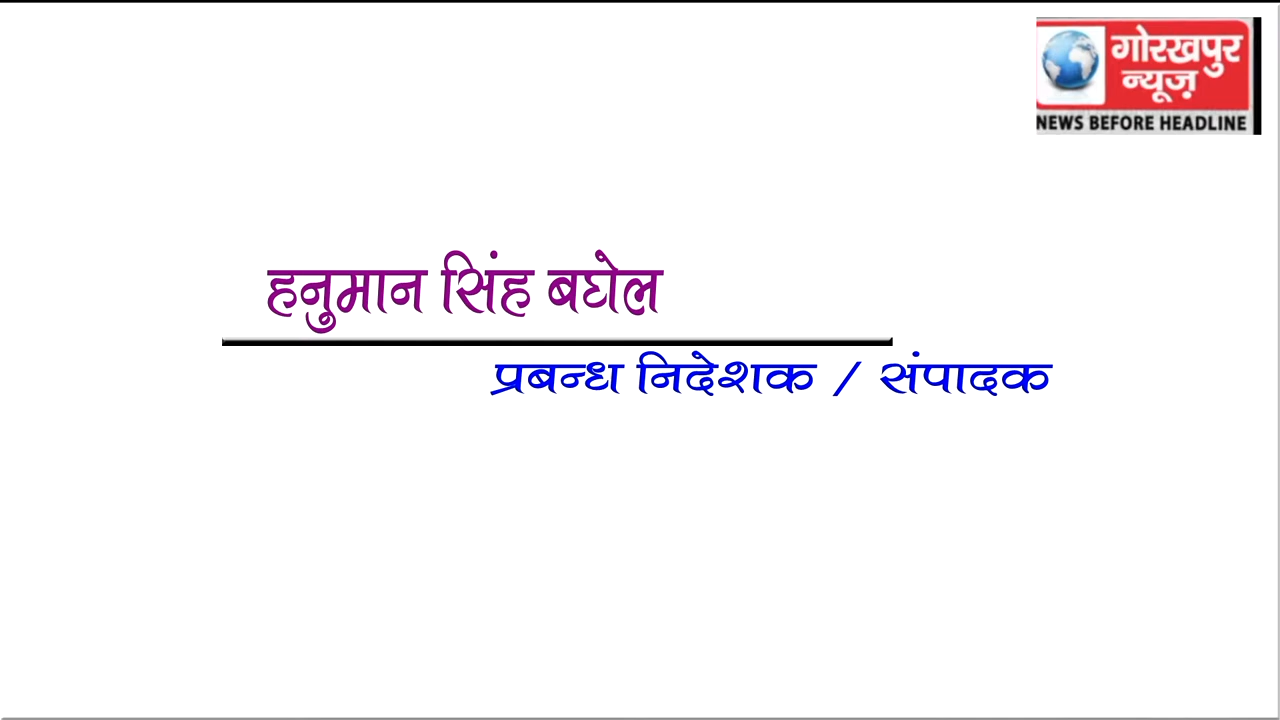 गोरखपुर
न्यूज़
NEWS BEFORE HEADLINE
हनुमान सिंह बघेल
प्रबन्ध निदेशक / संपादक